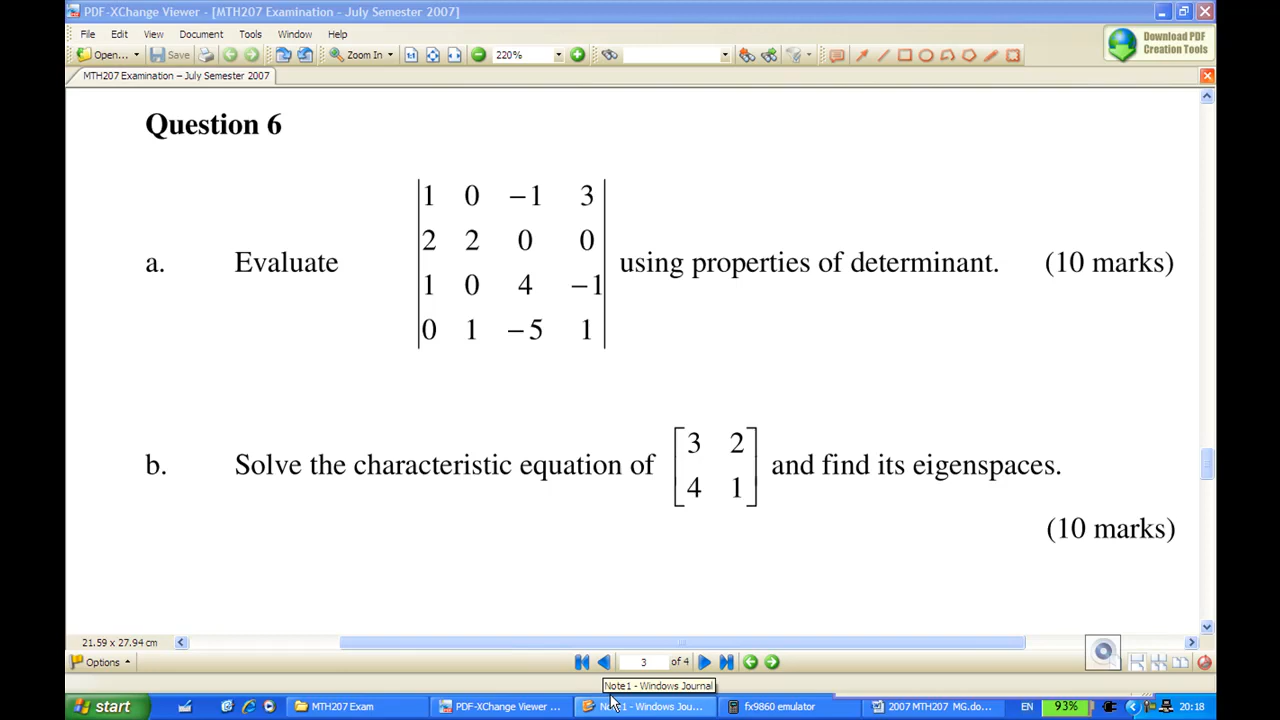 PDF-XChange Viewer - [MTH207 Examination - July Semester 2007]
File Edit View Document Tools Window Help
Open... Save Zoom In 220%
Download PDF
Creation Tools
MTH207 Examination – July Semester 2007
Question 6
1 0 −1 3
2 2 0 0
a. Evaluate using properties of determinant. (10 marks)
1 0 4 −1
0 1 −5 1
3 2
b. Solve the characteristic equation of and find its eigenspaces.
4 1
(10 marks)
21.59 x 27.94 cm
Options 3 of 4
Note1 - Windows Journal
start MTH207 Exam PDF-XChange Viewer ... Note1 - Windows Jou... fx9860 emulator 2007 MTH207 MG.do... EN 93% 20:18